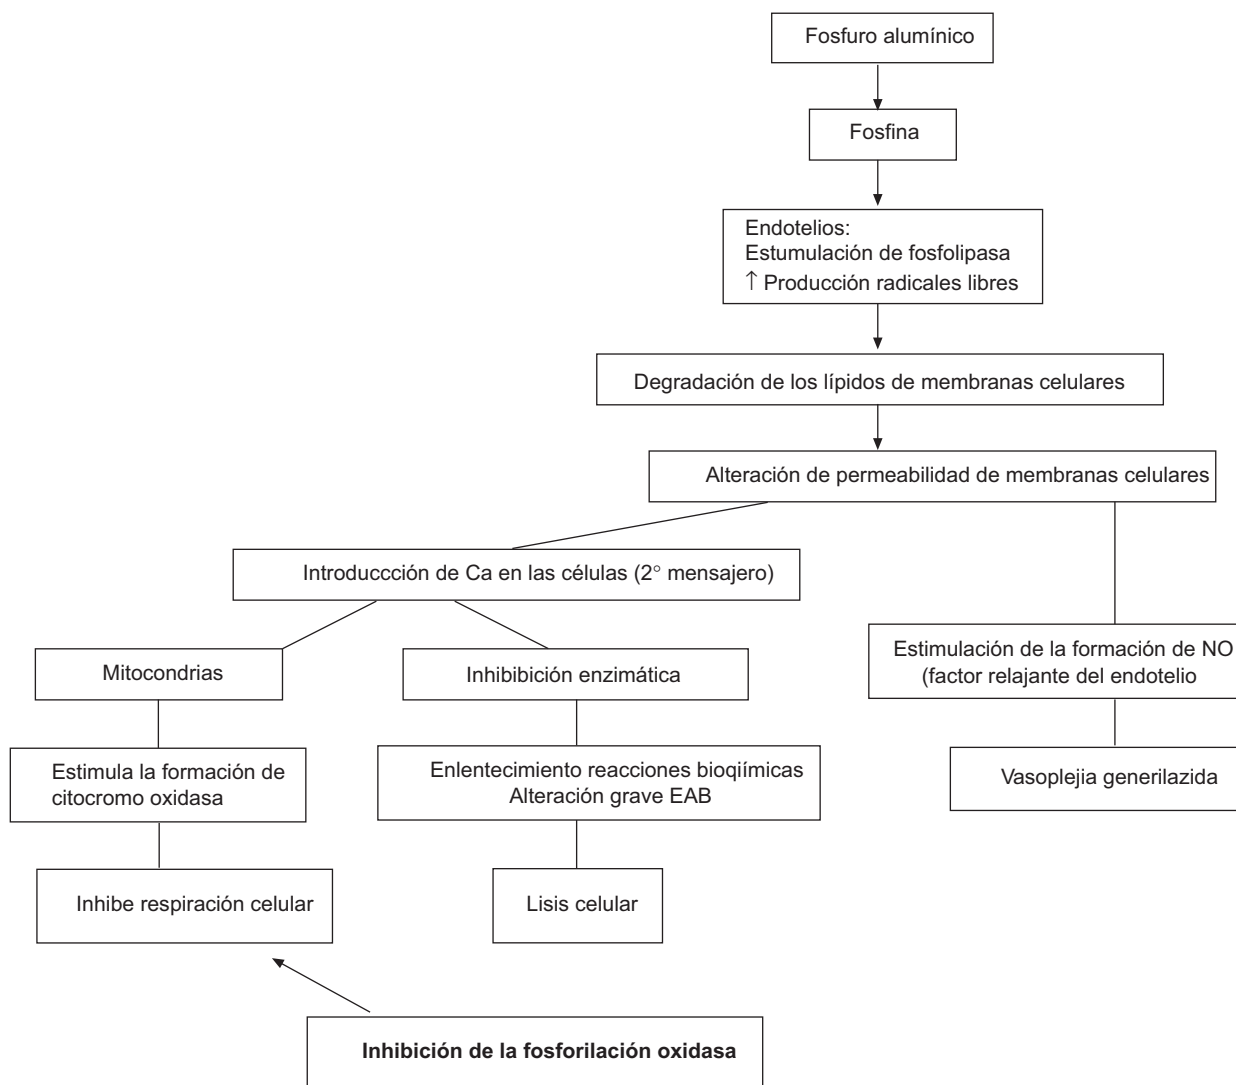 Fosfuro alumínico
Fosfina
Endotelios:
Estumulación de fosfolipasa
↑ Producción radicales libres
Degradación de los lípidos de membranas celulares
Alteración de permeabilidad de membranas celulares
Introduccción de Ca en las células (2° mensajero)
Mitocondrias
Inhibibición enzimática
Estimulación de la formación de NO
(factor relajante del endotelio
Estimula la formación de
citocromo oxidasa
Enlentecimiento reacciones bioqíimicas
Alteración grave EAB
Vasoplejia generilazida
Inhibe respiración celular
Lisis celular
Inhibición de la fosforilación oxidasa